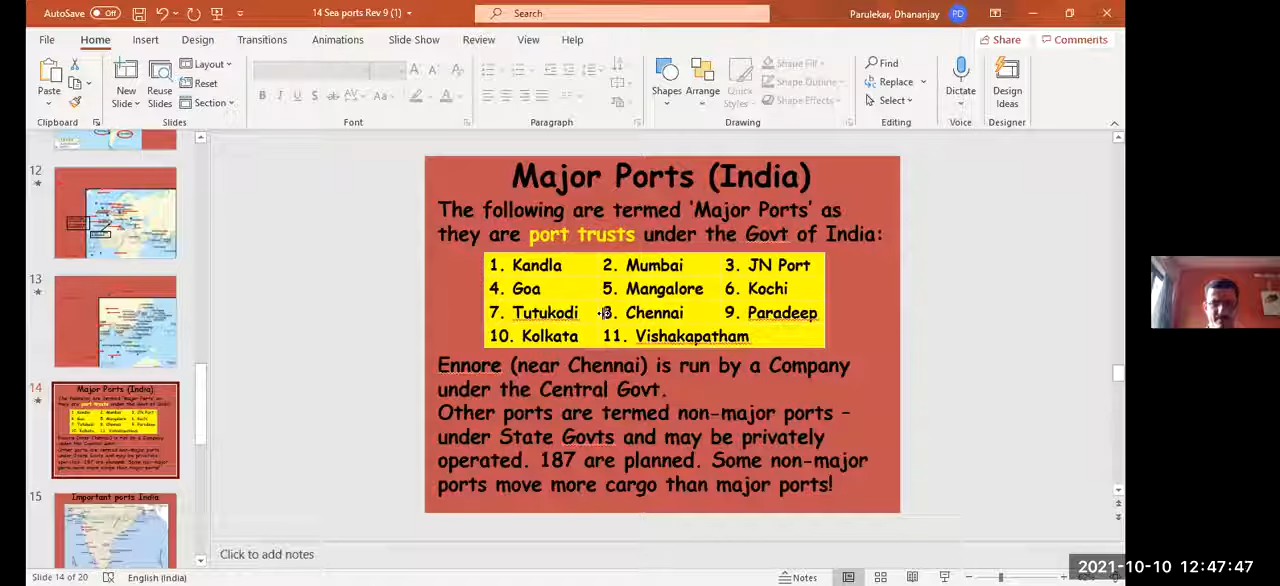 AutoSave Off 14 Sea ports Rev 9 (1) Search Parulekar, Dhananjay PD
File Home Insert Design Transitions Animations Slide Show Review View Help Share Comments
Paste New Slide Reuse Slides Layout Reset Section Shapes Arrange Quick Styles Shape Fill Shape Outline Shape Effects Find Replace Select Dictate Design Ideas
Clipboard Slides Font Paragraph Drawing Editing Voice Designer
12
13
14
Major Ports (India)
15
Important ports India
Major Ports (India)
The following are termed 'Major Ports' as
they are port trusts under the Govt of India:
1. Kandla 2. Mumbai 3. JN Port
4. Goa 5. Mangalore 6. Kochi
7. Tutukodi 8. Chennai 9. Paradeep
10. Kolkata 11. Vishakapatham
Ennore (near Chennai) is run by a Company
under the Central Govt.
Other ports are termed non-major ports -
under State Govts and may be privately
operated. 187 are planned. Some non-major
ports move more cargo than major ports!
Click to add notes
Slide 14 of 20 English (India) Notes
2021-10-10 12:47:47